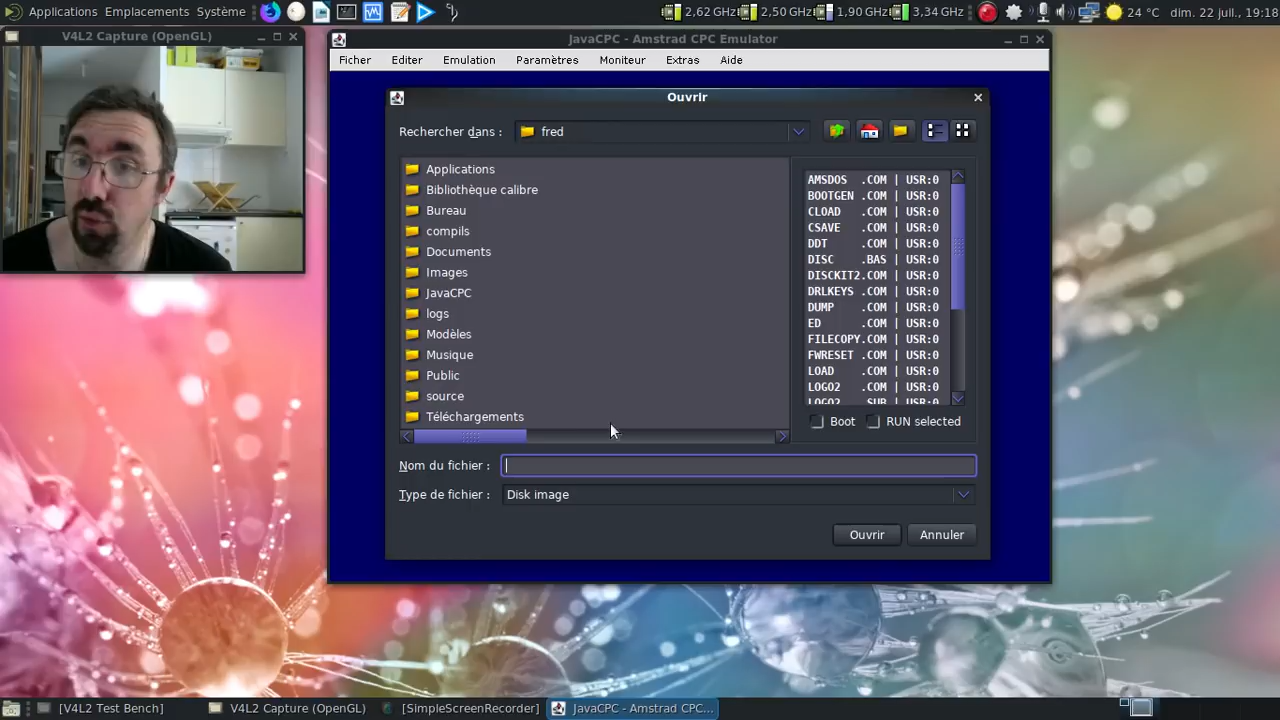 Applications Emplacements Système
2,62 GHz 2,50 GHz 1,90 GHz 3,34 GHz 24 °C dim. 22 juil., 19:18
V4L2 Capture (OpenGL)
JavaCPC - Amstrad CPC Emulator
Ficher Editer Emulation Paramètres Moniteur Extras Aide
Ouvrir
Rechercher dans : fred
Applications
Bibliothèque calibre
Bureau
compils
Documents
Images
JavaCPC
logs
Modèles
Musique
Public
source
Téléchargements
AMSDOS .COM | USR:0
BOOTGEN .COM | USR:0
CLOAD .COM | USR:0
CSAVE .COM | USR:0
DDT .COM | USR:0
DISC .BAS | USR:0
DISCKIT2.COM | USR:0
DRLKEYS .COM | USR:0
DUMP .COM | USR:0
ED .COM | USR:0
FILECOPY.COM | USR:0
FWRESET .COM | USR:0
LOAD .COM | USR:0
LOGO2 .COM | USR:0
LOGO2 .SUB | USR:0
Boot RUN selected
Nom du fichier :
Type de fichier : Disk image
Ouvrir Annuler
[V4L2 Test Bench] V4L2 Capture (OpenGL) [SimpleScreenRecorder] JavaCPC - Amstrad CPC...